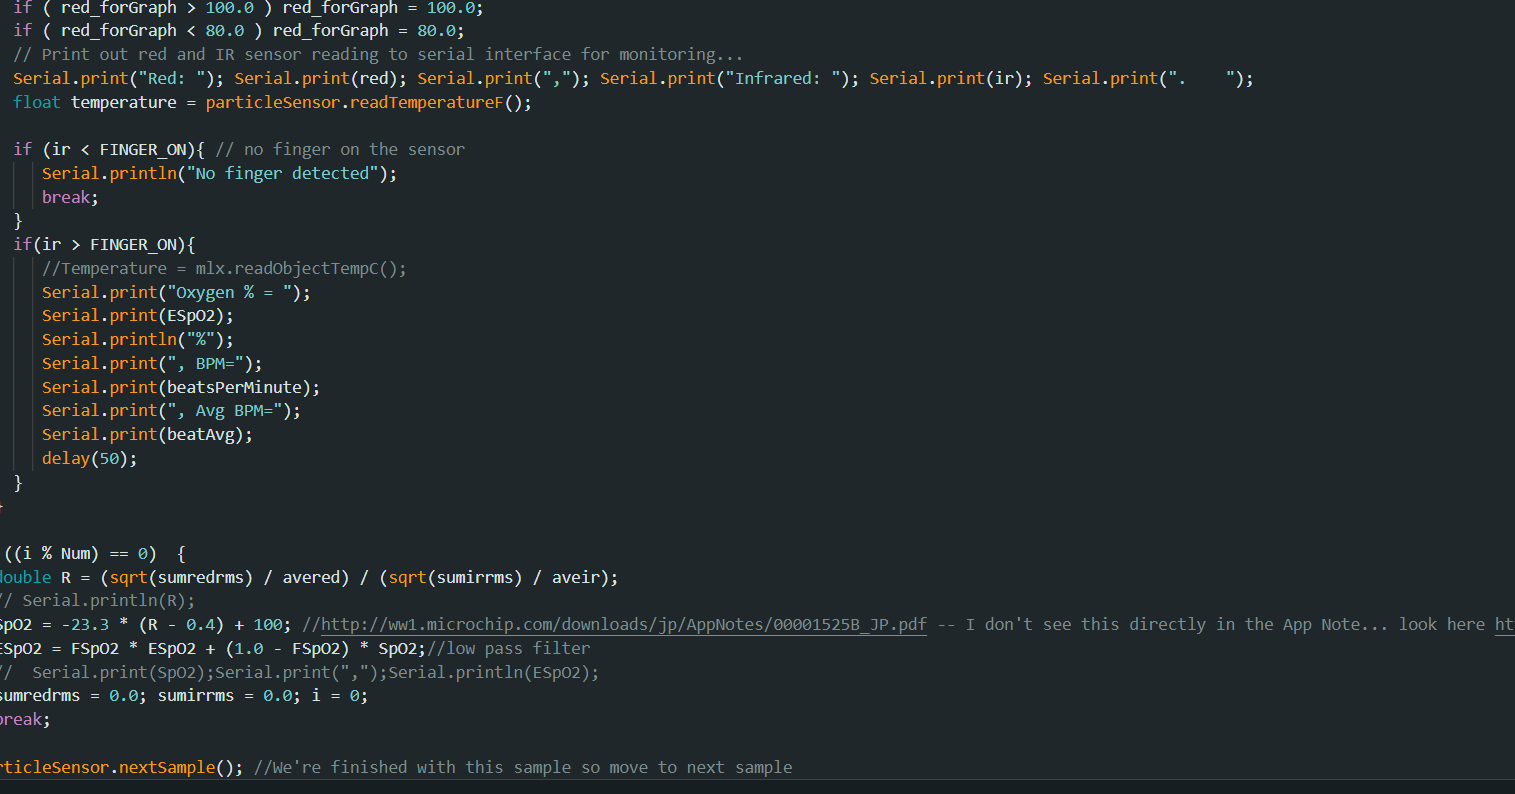 if ( red_forGraph > 100.0 ) red_forGraph = 100.0;
if ( red_forGraph < 80.0 ) red_forGraph = 80.0;
// Print out red and IR sensor reading to serial interface for monitoring...
Serial.print("Red: "); Serial.print(red); Serial.print(","); Serial.print("Infrared: "); Serial.print(ir); Serial.print(".    ");
float temperature = particleSensor.readTemperatureF();
if (ir < FINGER_ON){ // no finger on the sensor
Serial.println("No finger detected");
break;
}
if(ir > FINGER_ON){
//Temperature = mlx.readObjectTempC();
Serial.print("Oxygen % = ");
Serial.print(ESpO2);
Serial.println("%");
Serial.print(", BPM=");
Serial.print(beatsPerMinute);
Serial.print(", Avg BPM=");
Serial.print(beatAvg);
delay(50);
}
}
((i % Num) == 0)  {
double R = (sqrt(sumredrms) / avered) / (sqrt(sumirrms) / aveir);
// Serial.println(R);
SpO2 = -23.3 * (R - 0.4) + 100; //http://ww1.microchip.com/downloads/jp/AppNotes/00001525B_JP.pdf -- I don't see this directly in the App Note... look here ht
ESpO2 = FSpO2 * ESpO2 + (1.0 - FSpO2) * SpO2;//low pass filter
//  Serial.print(SpO2);Serial.print(",");Serial.println(ESpO2);
sumredrms = 0.0; sumirrms = 0.0; i = 0;
break;
rticleSensor.nextSample(); //We're finished with this sample so move to next sample